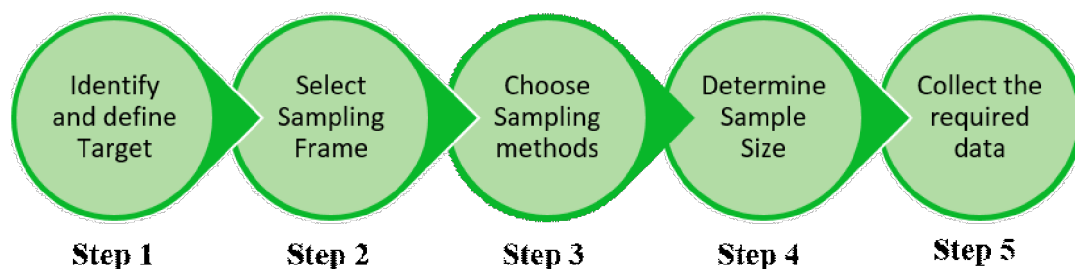 Identify
and define
Target
Select
Sampling
Frame
Choose
Sampling
methods
Determine
Sample
Size
Collect the
required
data
Step 1
Step 2
Step 3
Step 4
Step 5